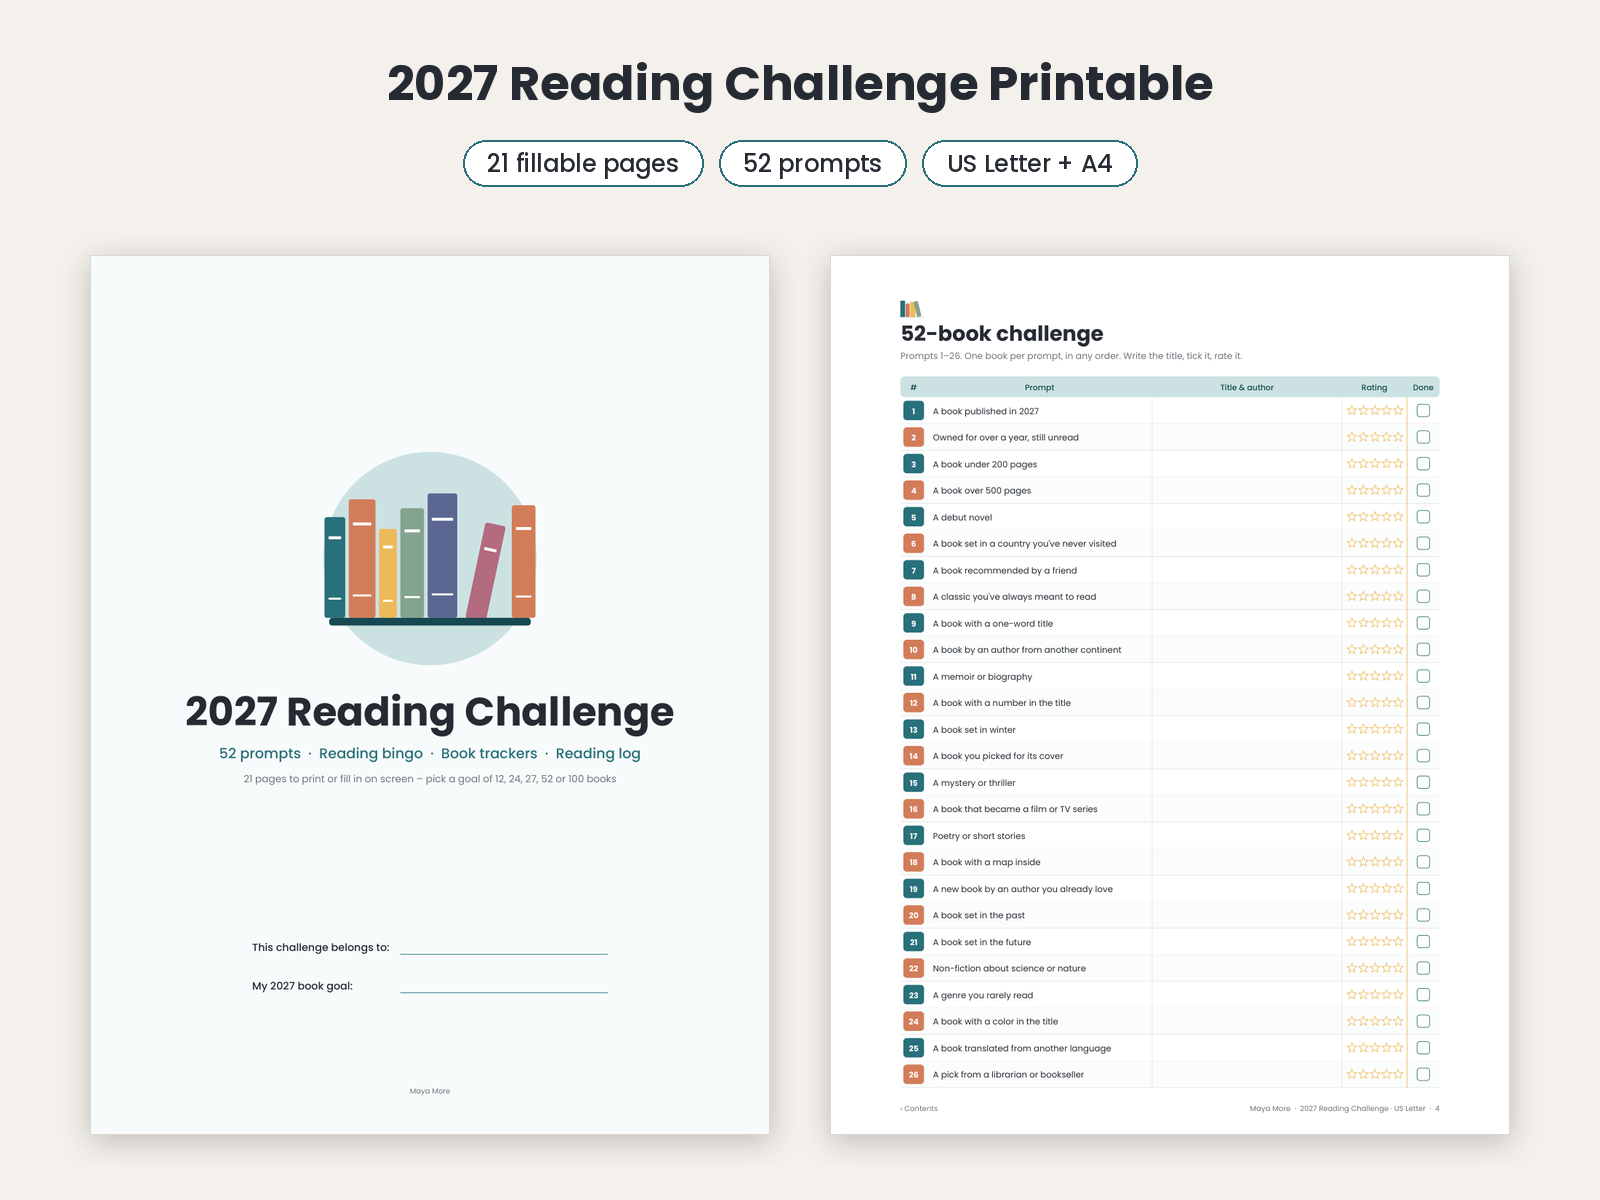 2027 Reading Challenge Printable
21 fillable pages
52 prompts
US Letter + A4
2027 Reading Challenge
52 prompts · Reading bingo · Book trackers · Reading log
21 pages to print or fill in on screen – pick a goal of 12, 24, 27, 52 or 100 books
This challenge belongs to:
My 2027 book goal:
Maya More
52-book challenge
Prompts 1–26. One book per prompt, in any order. Write the title, tick it, rate it.
# Prompt Title & author Rating Done
1 A book published in 2027
2 Owned for over a year, still unread
3 A book under 200 pages
4 A book over 500 pages
5 A debut novel
6 A book set in a country you've never visited
7 A book recommended by a friend
8 A classic you've always meant to read
9 A book with a one-word title
10 A book by an author from another continent
11 A memoir or biography
12 A book with a number in the title
13 A book set in winter
14 A book you picked for its cover
15 A mystery or thriller
16 A book that became a film or TV series
17 Poetry or short stories
18 A book with a map inside
19 A new book by an author you already love
20 A book set in the past
21 A book set in the future
22 Non-fiction about science or nature
23 A genre you rarely read
24 A book with a color in the title
25 A book translated from another language
26 A pick from a librarian or bookseller
‹ Contents
Maya More · 2027 Reading Challenge · US Letter · 4